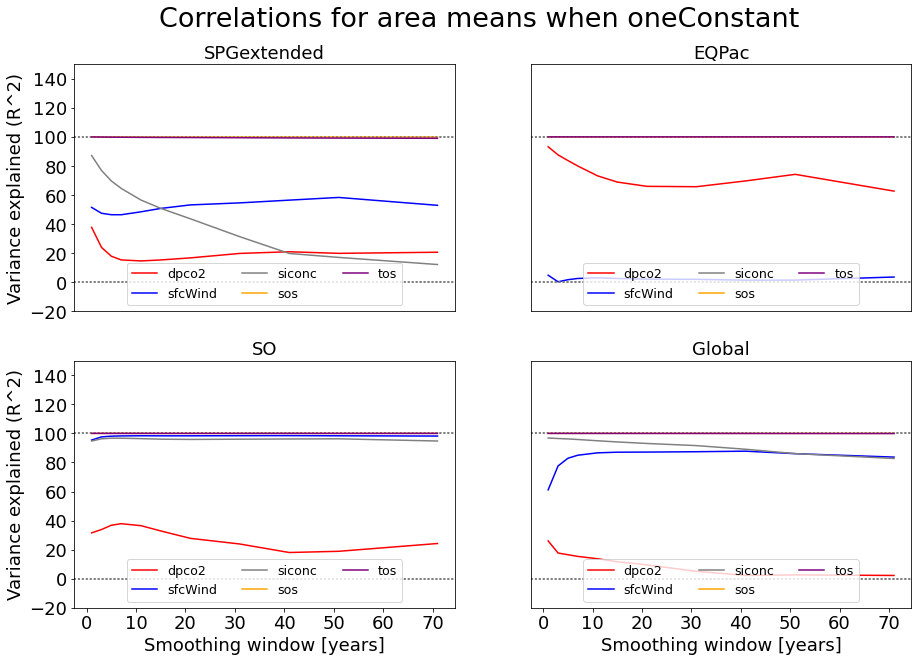 Correlations for area means when oneConstant
SPGextended
EQPac
Variance explained (R^2)
140
120
100
80
60
40
20
0
−20
dpco2
siconc
tos
sfcWind
sos
dpco2
siconc
tos
sfcWind
sos
SO
Global
Variance explained (R^2)
140
120
100
80
60
40
20
0
−20
dpco2
siconc
tos
sfcWind
sos
dpco2
siconc
tos
sfcWind
sos
0 10 20 30 40 50 60 70
0 10 20 30 40 50 60 70
Smoothing window [years]
Smoothing window [years]